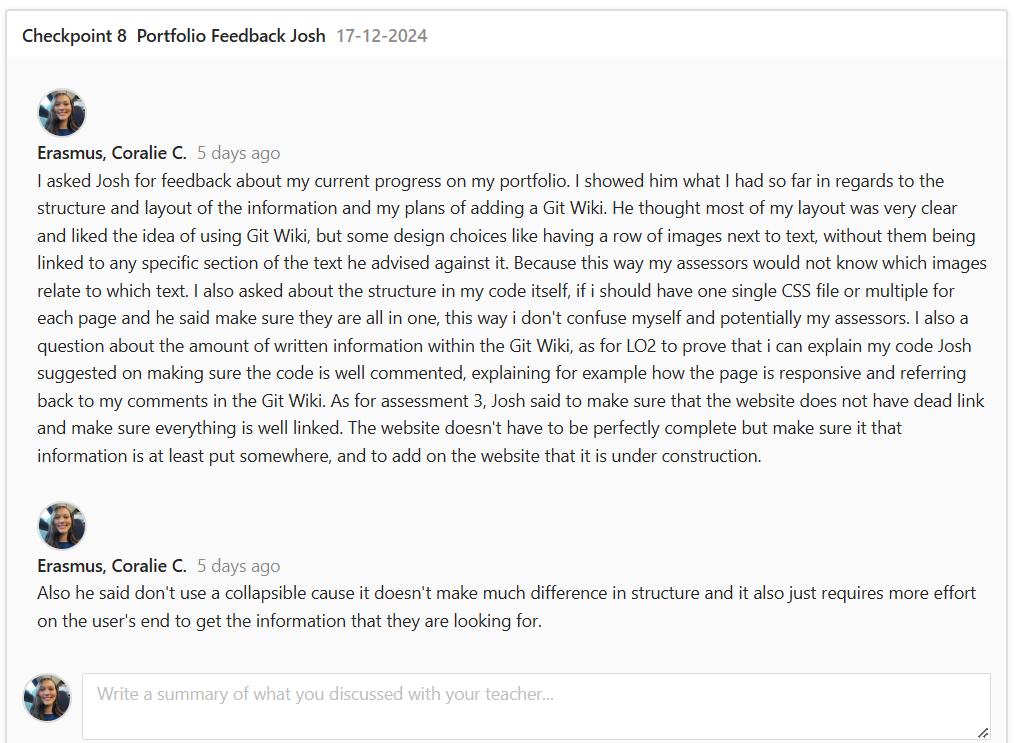 Checkpoint 8 Portfolio Feedback Josh 17-12-2024
Erasmus, Coralie C. 5 days ago
I asked Josh for feedback about my current progress on my portfolio. I showed him what I had so far in regards to the
structure and layout of the information and my plans of adding a Git Wiki. He thought most of my layout was very clear
and liked the idea of using Git Wiki, but some design choices like having a row of images next to text, without them being
linked to any specific section of the text he advised against it. Because this way my assessors would not know which images
relate to which text. I also asked about the structure in my code itself, if i should have one single CSS file or multiple for
each page and he said make sure they are all in one, this way i don't confuse myself and potentially my assessors. I also a
question about the amount of written information within the Git Wiki, as for LO2 to prove that i can explain my code Josh
suggested on making sure the code is well commented, explaining for example how the page is responsive and referring
back to my comments in the Git Wiki. As for assessment 3, Josh said to make sure that the website does not have dead link
and make sure everything is well linked. The website doesn't have to be perfectly complete but make sure it that
information is at least put somewhere, and to add on the website that it is under construction.
Erasmus, Coralie C. 5 days ago
Also he said don't use a collapsible cause it doesn't make much difference in structure and it also just requires more effort
on the user's end to get the information that they are looking for.
Write a summary of what you discussed with your teacher...